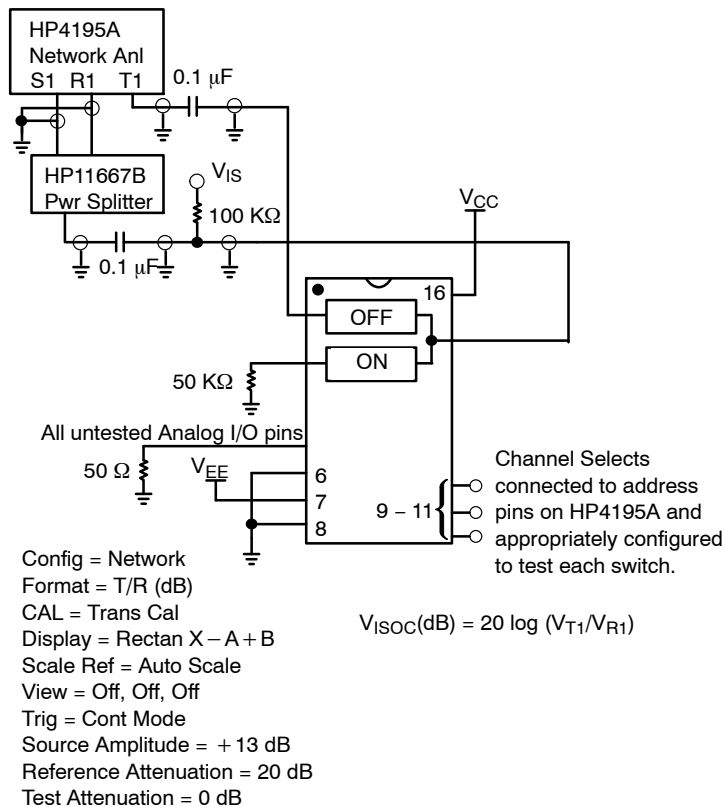 HP4195A
Network Anl
S1 R1 T1
0.1 μF
HP11667B
Pwr Splitter
VIS
100 KΩ
0.1 μF
VCC
16
OFF
ON
50 KΩ
All untested Analog I/O pins
50 Ω
VEE
6
7
8
9 – 11
Channel Selects
connected to address
pins on HP4195A and
appropriately configured
to test each switch.
Config = Network
Format = T/R (dB)
CAL = Trans Cal
Display = Rectan X – A + B
Scale Ref = Auto Scale
View = Off, Off, Off
Trig = Cont Mode
Source Amplitude = +13 dB
Reference Attenuation = 20 dB
Test Attenuation = 0 dB
VISOC(dB) = 20 log (VT1/VR1)